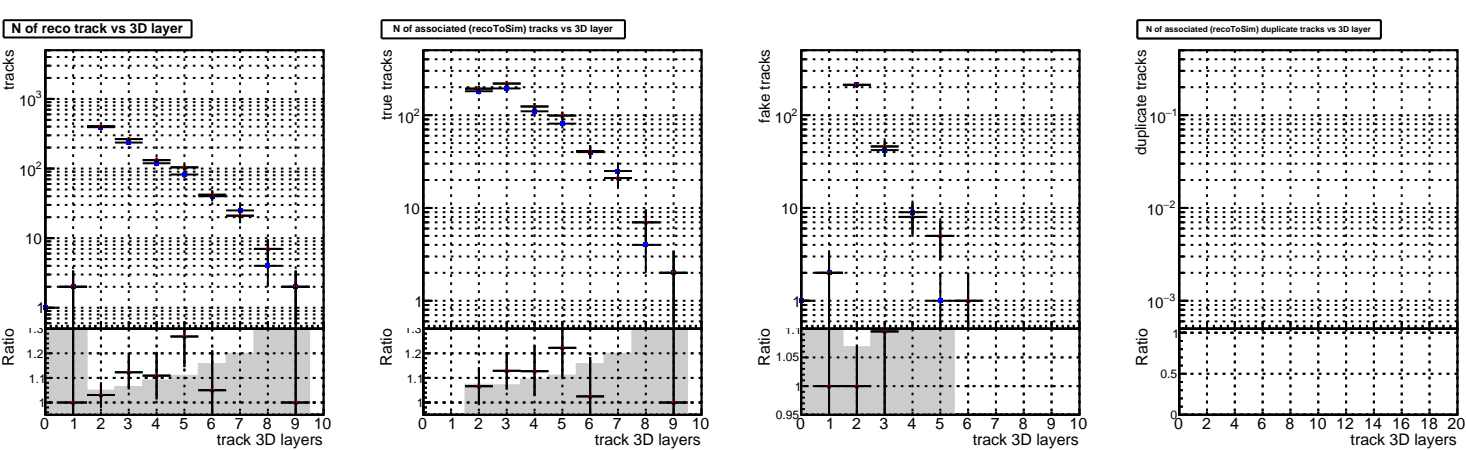 N of reco track vs 3D layer
tracks
10³
10²
10
1
Ratio
1.3
1.2
1.1
1
0 1 2 3 4 5 6 7 8 9 10
track 3D layers
N of associated (recoToSim) tracks vs 3D layer
true tracks
10²
10
1
Ratio
1.3
1.2
1.1
1
0 1 2 3 4 5 6 7 8 9 10
track 3D layers
fake tracks
10²
10
1
Ratio
1.1
1.05
1
0.95
0 1 2 3 4 5 6 7 8 9 10
track 3D layers
N of associated (recoToSim) duplicate tracks vs 3D layer
duplicate tracks
10⁻¹
10⁻²
10⁻³
Ratio
1
0.5
0
0 2 4 6 8 10 12 14 16 18 20
track 3D layers